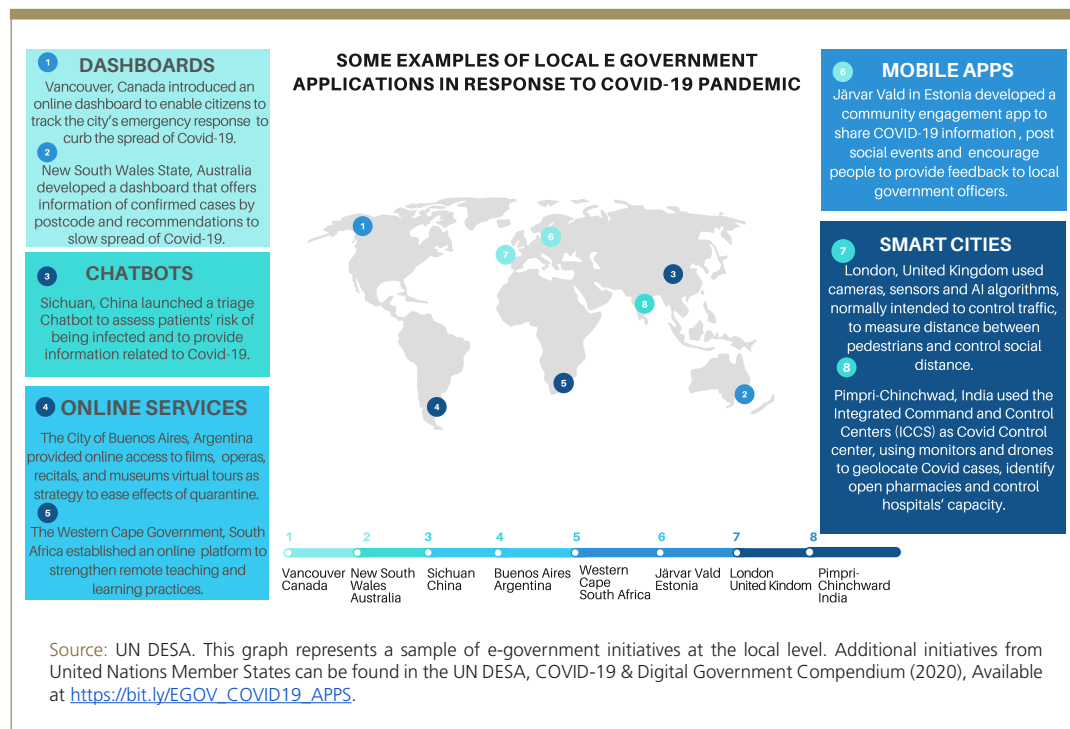 SOME EXAMPLES OF LOCAL E GOVERNMENT
APPLICATIONS IN RESPONSE TO COVID-19 PANDEMIC
1
DASHBOARDS
Vancouver, Canada introduced an
online dashboard to enable citizens to
track the city's emergency response to
curb the spread of Covid-19.
2
New South Wales State, Australia
developed a dashboard that offers
information of confirmed cases by
postcode and recommendations to
slow spread of Covid-19.
3
CHATBOTS
Sichuan, China launched a triage
Chatbot to assess patients' risk of
being infected and to provide
information related to Covid-19.
4
ONLINE SERVICES
The City of Buenos Aires, Argentina
provided online access to films, operas,
recitals, and museums virtual tours as
strategy to ease effects of quarantine.
5
The Western Cape Government, South
Africa established an online platform to
strengthen remote teaching and
learning practices.
1
6
7
3
8
5
4
2
6
MOBILE APPS
Järvar Vald in Estonia developed a
community engagement app to
share COVID-19 information , post
social events and encourage
people to provide feedback to local
government officers.
7
SMART CITIES
London, United Kingdom used
cameras, sensors and AI algorithms,
normally intended to control traffic,
to measure distance between
pedestrians and control social
distance.
8
Pimpri-Chinchwad, India used the
Integrated Command and Control
Centers (ICCS) as Covid Control
center, using monitors and drones
to geolocate Covid cases, identify
open pharmacies and control
hospitals' capacity.
1 2 3 4 5 6 7 8
Vancouver
Canada
New South
Wales
Australia
Sichuan
China
Buenos Aires
Argentina
Western
Cape
South Africa
Järvar Vald
Estonia
London
United Kindom
Pimpri-
Chinchward
India
Source: UN DESA. This graph represents a sample of e-government initiatives at the local level. Additional initiatives from
United Nations Member States can be found in the UN DESA, COVID-19 & Digital Government Compendium (2020), Available
at https://bit.ly/EGOV_COVID19_APPS.